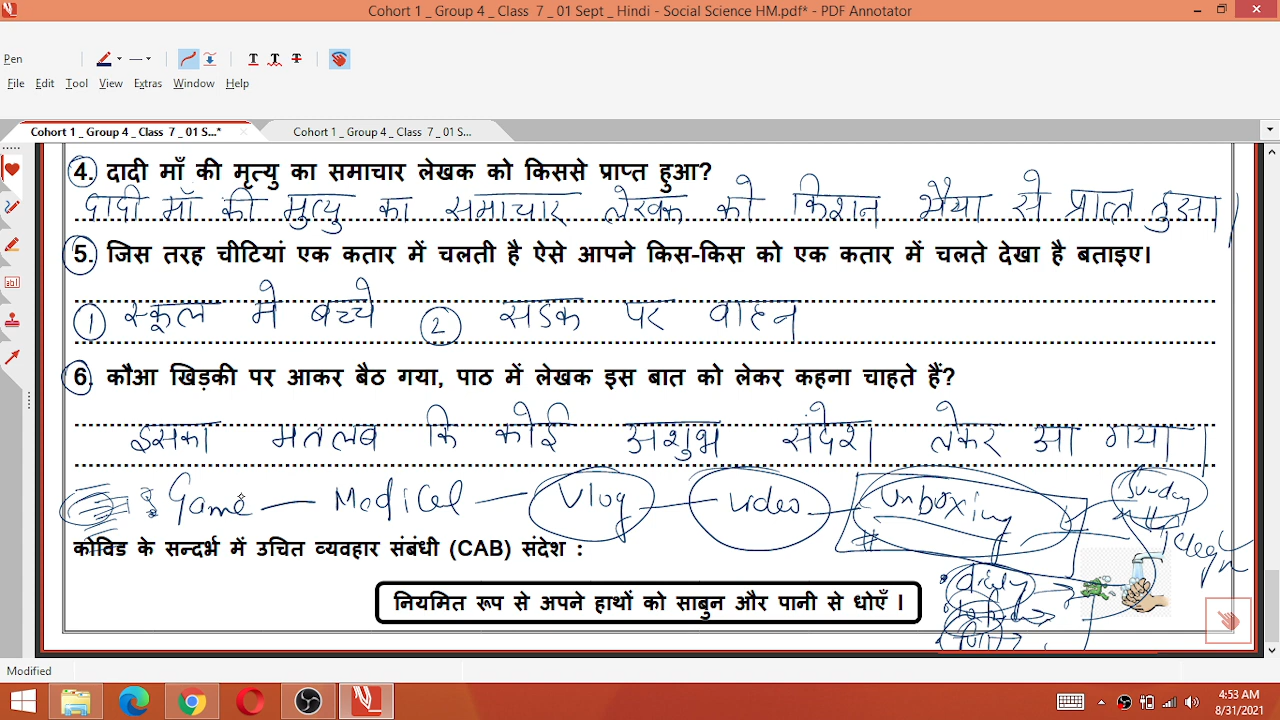 Cohort 1 _ Group 4 _ Class 7 _ 01 Sept _ Hindi - Social Science HM.pdf* - PDF Annotator
Pen
File Edit Tool View Extras Window Help
Cohort 1 _ Group 4 _ Class 7 _ 01 S...* Cohort 1 _ Group 4 _ Class 7 _ 01 S...
4. दादी माँ की मृत्यु का समाचार लेखक को किससे प्राप्त हुआ?
दादी माँ की मृत्यु का समाचार लेखक को किशन भैया से प्राप्त हुआ।
5. जिस तरह चीटियां एक कतार में चलती है ऐसे आपने किस-किस को एक कतार में चलते देखा है बताइए।
1 स्कूल मे बच्चे 2 सडक पर वाहन
6. कौआ खिड़की पर आकर बैठ गया, पाठ में लेखक इस बात को लेकर कहना चाहते हैं?
इसका मतलब कि कोई अशुभ संदेश लेकर आ गया।
Game - Medical - Vlog - Video - Unboxing Sunday
कोविड के सन्दर्भ में उचित व्यवहार संबंधी (CAB) संदेश :
नियमित रूप से अपने हाथों को साबुन और पानी से धोएँ ।
Modified
4:53 AM
8/31/2021